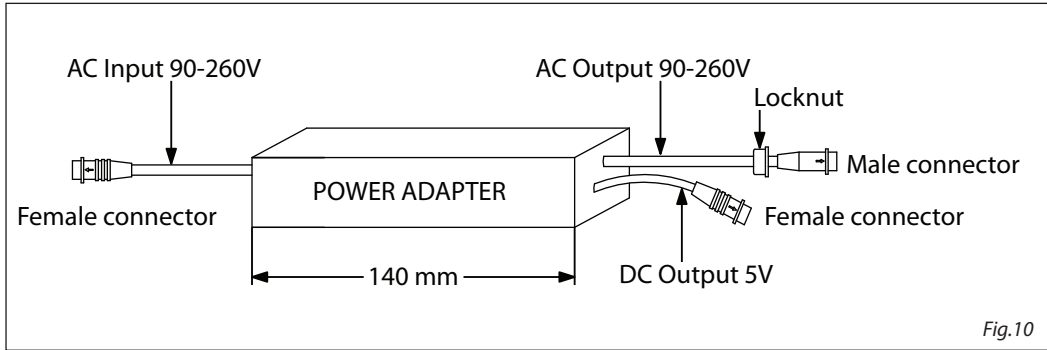 AC Input 90-260V
AC Output 90-260V
Locknut
Male connector
POWER ADAPTER
Female connector
Female connector
140 mm
DC Output 5V
Fig.10